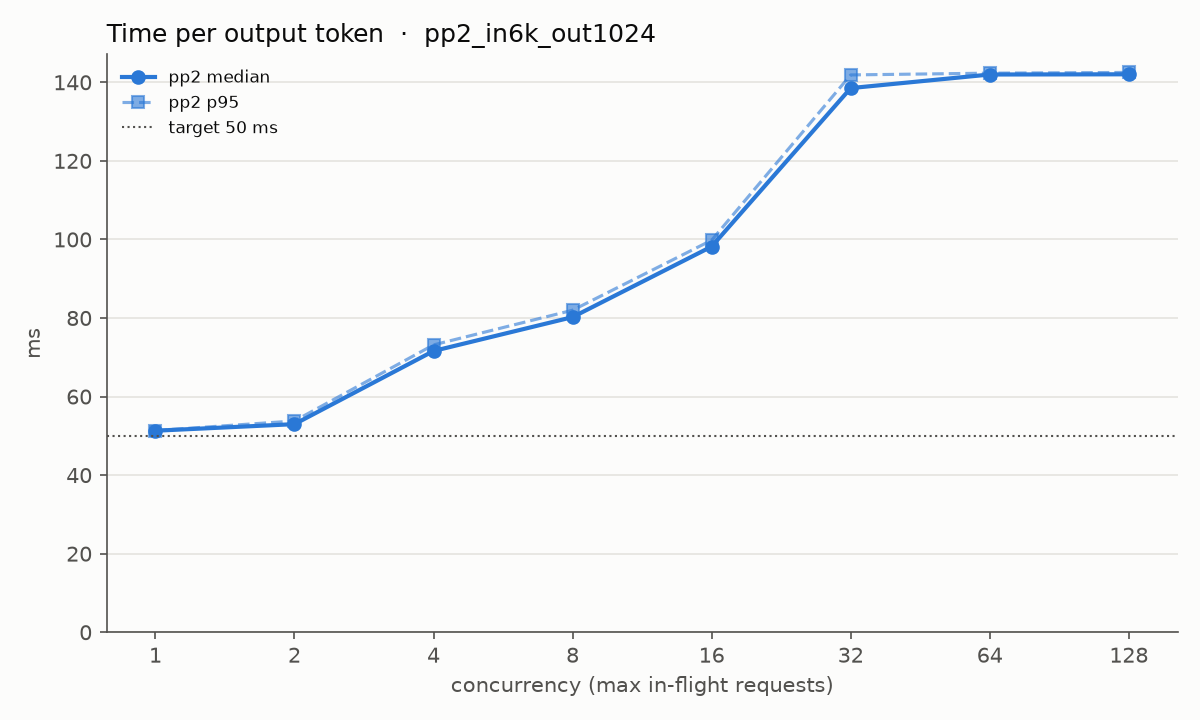 Time per output token · pp2_in6k_out1024
pp2 median
pp2 p95
target 50 ms
140
120
100
80
60
40
20
0
ms
1 2 4 8 16 32 64 128
concurrency (max in-flight requests)